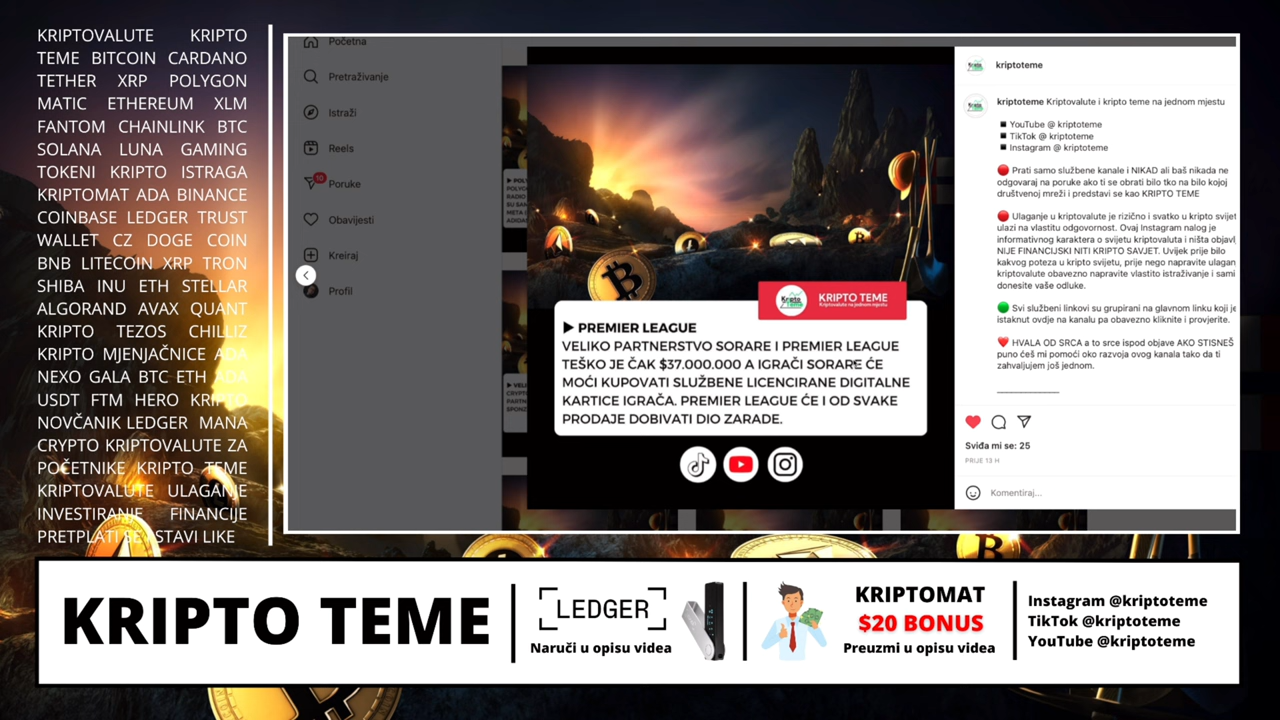 KRIPTOVALUTE KRIPTO
TEME BITCOIN CARDANO
TETHER XRP POLYGON
MATIC ETHEREUM XLM
FANTOM CHAINLINK BTC
SOLANA LUNA GAMING
TOKENI KRIPTO ISTRAGA
KRIPTOMAT ADA BINANCE
COINBASE LEDGER TRUST
WALLET CZ DOGE COIN
BNB LITECOIN XRP TRON
SHIBA INU ETH STELLAR
ALGORAND AVAX QUANT
KRIPTO TEZOS CHILLIZ
KRIPTO MJENJAČNICE ADA
NEXO GALA BTC ETH ADA
USDT FTM HERO KRIPTO
NOVČANIK LEDGER MANA
CRYPTO KRIPTOVALUTE ZA
POČETNIKE KRIPTO TEME
KRIPTOVALUTE ULAGANJE
INVESTIRANJE FINANCIJE
PRETPLATI SE OSTAVI LIKE
Početna
Pretraživanje
Istraži
Reels
10
Poruke
Obavijesti
Kreiraj
Profil
Kripto Teme
KRIPTO TEME
Kriptovalute na jednom mjestu
▶ PREMIER LEAGUE
VELIKO PARTNERSTVO SORARE I PREMIER LEAGUE
TEŠKO JE ČAK $37.000.000 A IGRAČI SORARE ĆE
MOĆI KUPOVATI SLUŽBENE LICENCIRANE DIGITALNE
KARTICE IGRAČA. PREMIER LEAGUE ĆE I OD SVAKE
PRODAJE DOBIVATI DIO ZARADE.
kriptoteme
kriptoteme Kriptovalute i kripto teme na jednom mjestu
◾ YouTube @ kriptoteme
◾ TikTok @ kriptoteme
◾ Instagram @ kriptoteme
🔴 Prati samo službene kanale i NIKAD ali baš nikada ne
odgovaraj na poruke ako ti se obrati bilo tko na bilo kojoj
društvenoj mreži i predstavi se kao KRIPTO TEME
🔴 Ulaganje u kriptovalute je rizično i svatko u kripto svijet
ulazi na vlastitu odgovornost. Ovaj Instagram nalog je
informativnog karaktera o svijetu kriptovaluta i ništa objavl
NIJE FINANCIJSKI NITI KRIPTO SAVJET. Uvijek prije bilo
kakvog poteza u kripto svijetu, prije nego napravite ulagan
kriptovalute obavezno napravite vlastito istraživanje i sami
donesite vaše odluke.
🟢 Svi službeni linkovi su grupirani na glavnom linku koji je
istaknut ovdje na kanalu pa obavezno kliknite i provjerite.
❤️ HVALA OD SRCA a to srce ispod objave AKO STISNEŠ
puno ćeš mi pomoći oko razvoja ovog kanala tako da ti
zahvaljujem još jednom.
Sviđa mi se: 25
PRIJE 13 H
Komentiraj...
KRIPTO TEME
LEDGER
Naruči u opisu videa
KRIPTOMAT
$20 BONUS
Preuzmi u opisu videa
Instagram @kriptoteme
TikTok @kriptoteme
YouTube @kriptoteme